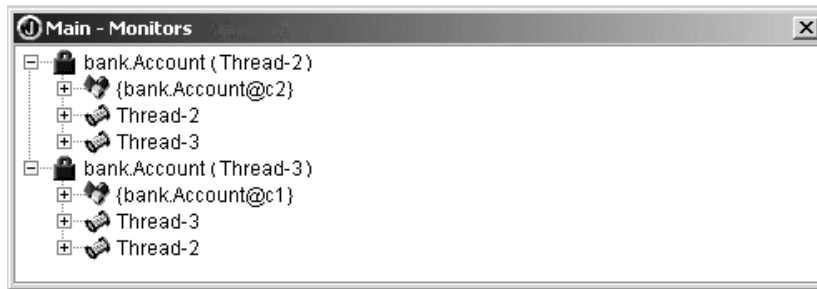 Main - Monitors
bank.Account (Thread-2)
{bank.Account@c2}
Thread-2
Thread-3
bank.Account (Thread-3)
{bank.Account@c1}
Thread-3
Thread-2